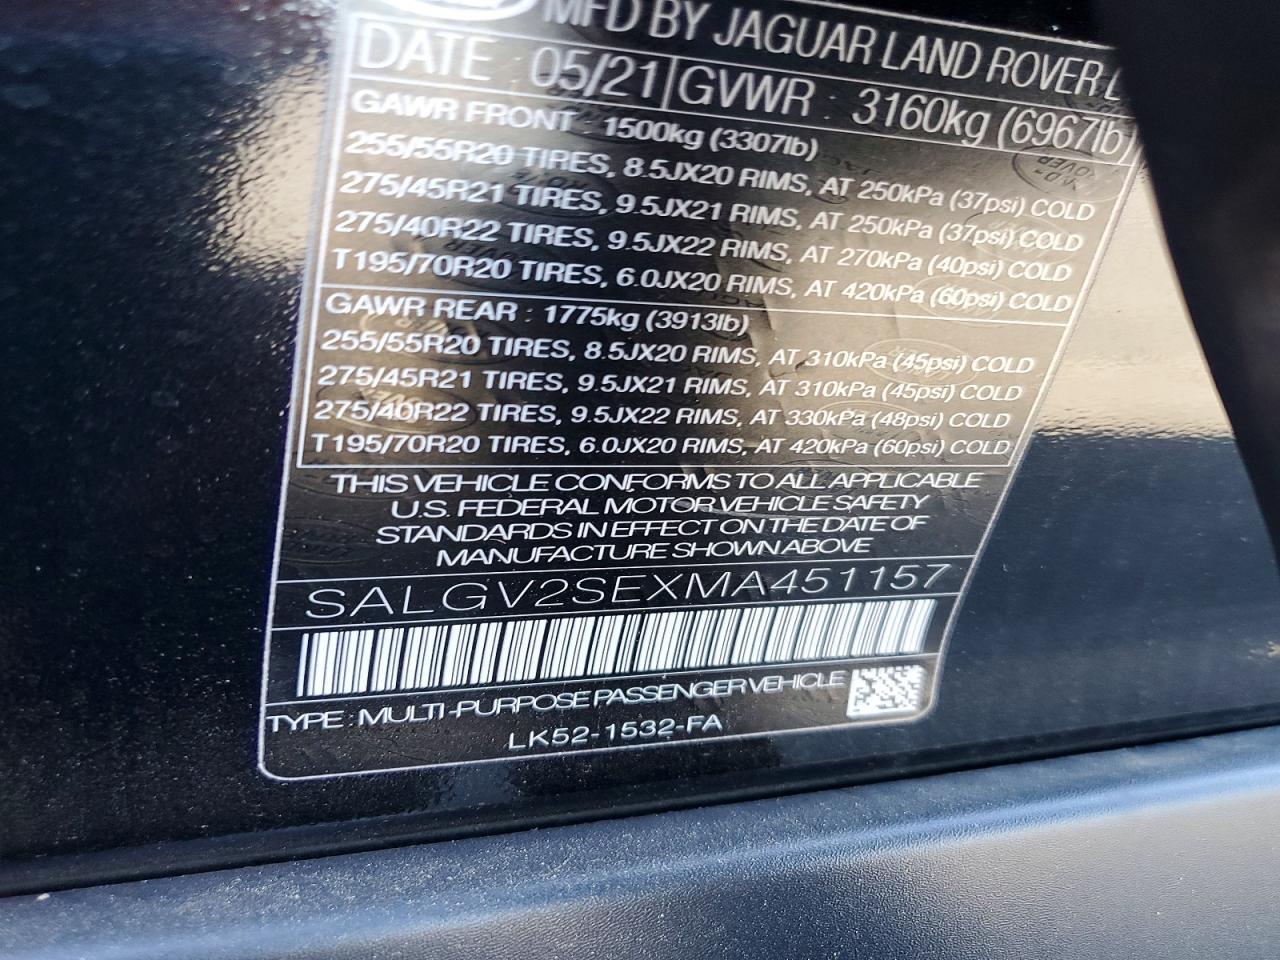 MFD BY JAGUAR LAND ROVER
DATE 05/21 GVWR : 3160kg (6967lb)
GAWR FRONT : 1500kg (3307lb)
255/55R20 TIRES, 8.5JX20 RIMS, AT 250kPa (37psi) COLD
275/45R21 TIRES, 9.5JX21 RIMS, AT 250kPa (37psi) COLD
275/40R22 TIRES, 9.5JX22 RIMS, AT 270kPa (40psi) COLD
T195/70R20 TIRES, 6.0JX20 RIMS, AT 420kPa (60psi) COLD
GAWR REAR : 1775kg (3913lb)
255/55R20 TIRES, 8.5JX20 RIMS, AT 310kPa (45psi) COLD
275/45R21 TIRES, 9.5JX21 RIMS, AT 310kPa (45psi) COLD
275/40R22 TIRES, 9.5JX22 RIMS, AT 330kPa (48psi) COLD
T195/70R20 TIRES, 6.0JX20 RIMS, AT 420kPa (60psi) COLD
THIS VEHICLE CONFORMS TO ALL APPLICABLE
U.S. FEDERAL MOTOR VEHICLE SAFETY
STANDARDS IN EFFECT ON THE DATE OF
MANUFACTURE SHOWN ABOVE
SALGV2SEXMA451157
TYPE : MULTI-PURPOSE PASSENGER VEHICLE
LK52-1532-FA